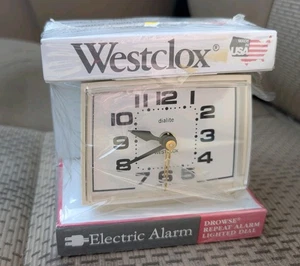 Westclox®
USA
11 12 1
10 2
dialite
9 3
8 4
7 6 5
Electric Alarm
DROWSE®
REPEAT ALARM
LIGHTED DIAL